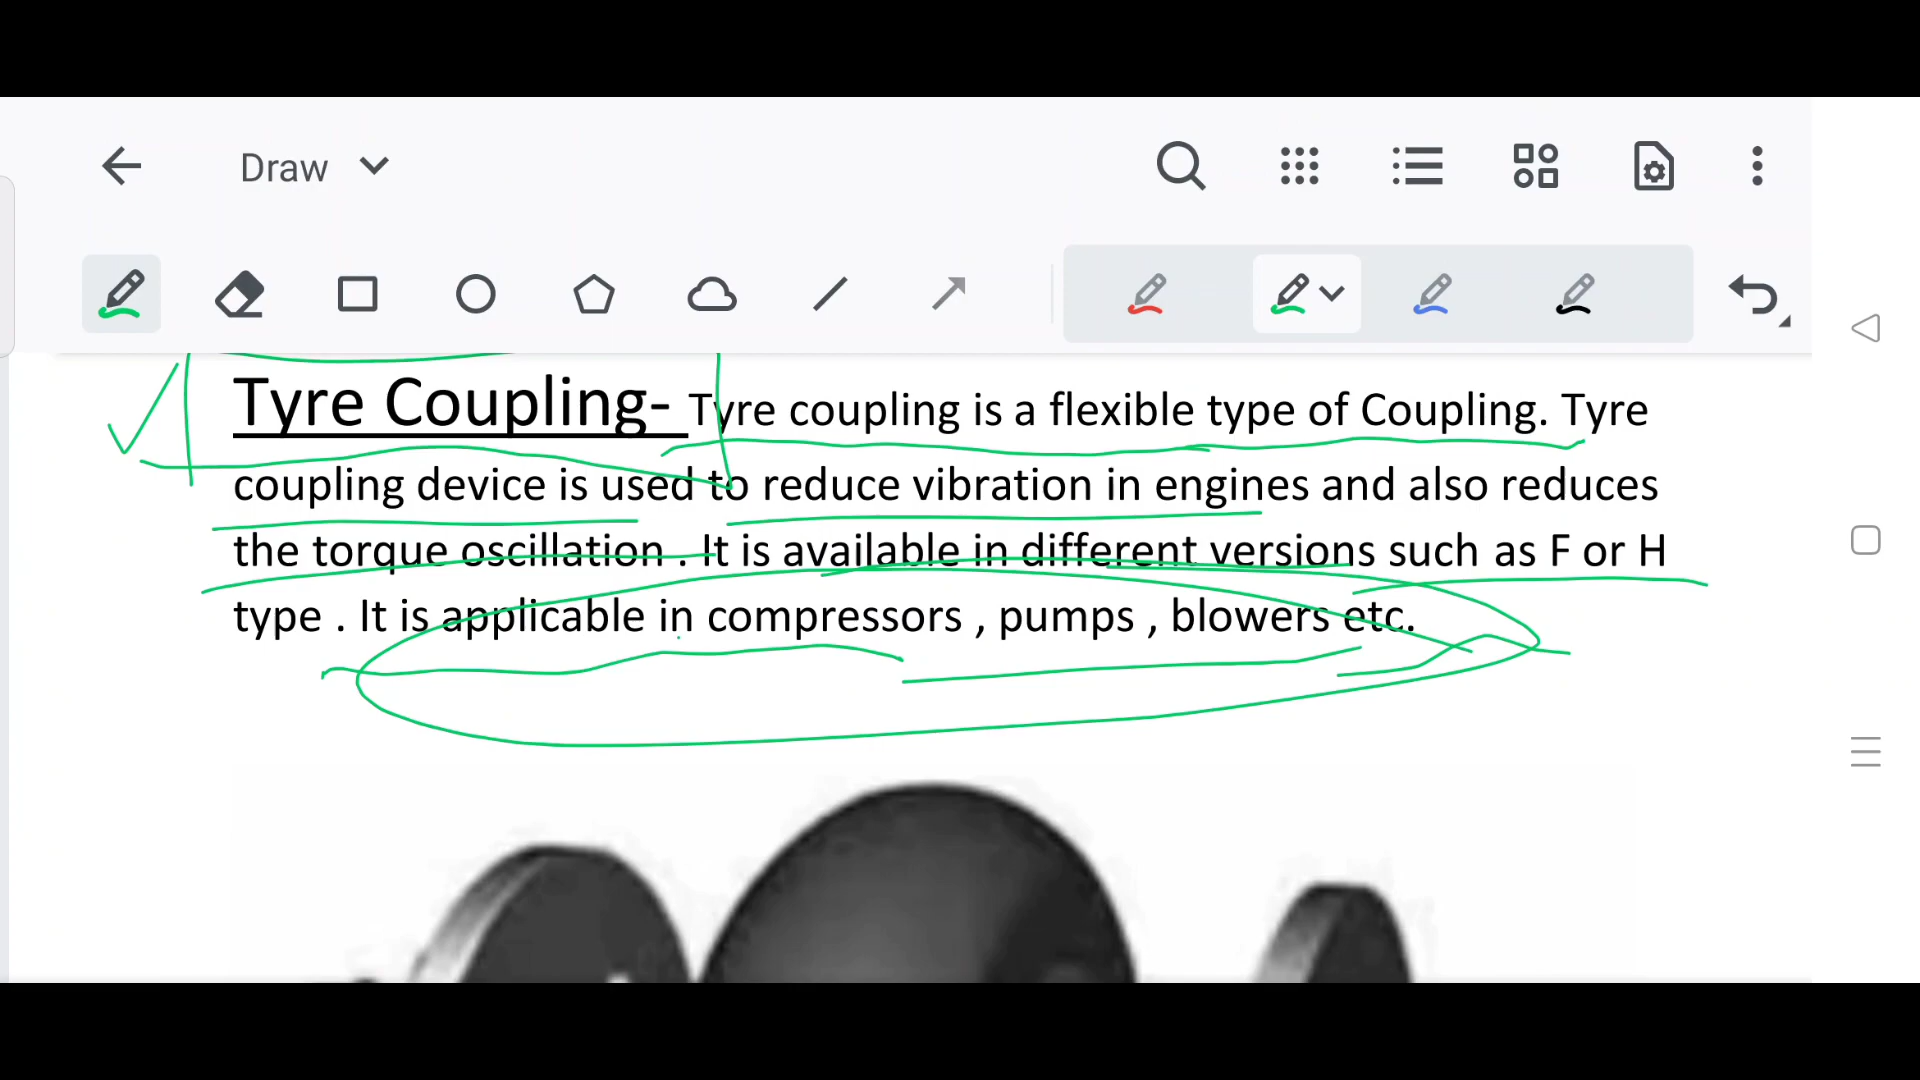 Draw
Tyre Coupling- Tyre coupling is a flexible type of Coupling. Tyre
coupling device is used to reduce vibration in engines and also reduces
the torque oscillation . It is available in different versions such as F or H
type . It is applicable in compressors , pumps , blowers etc.